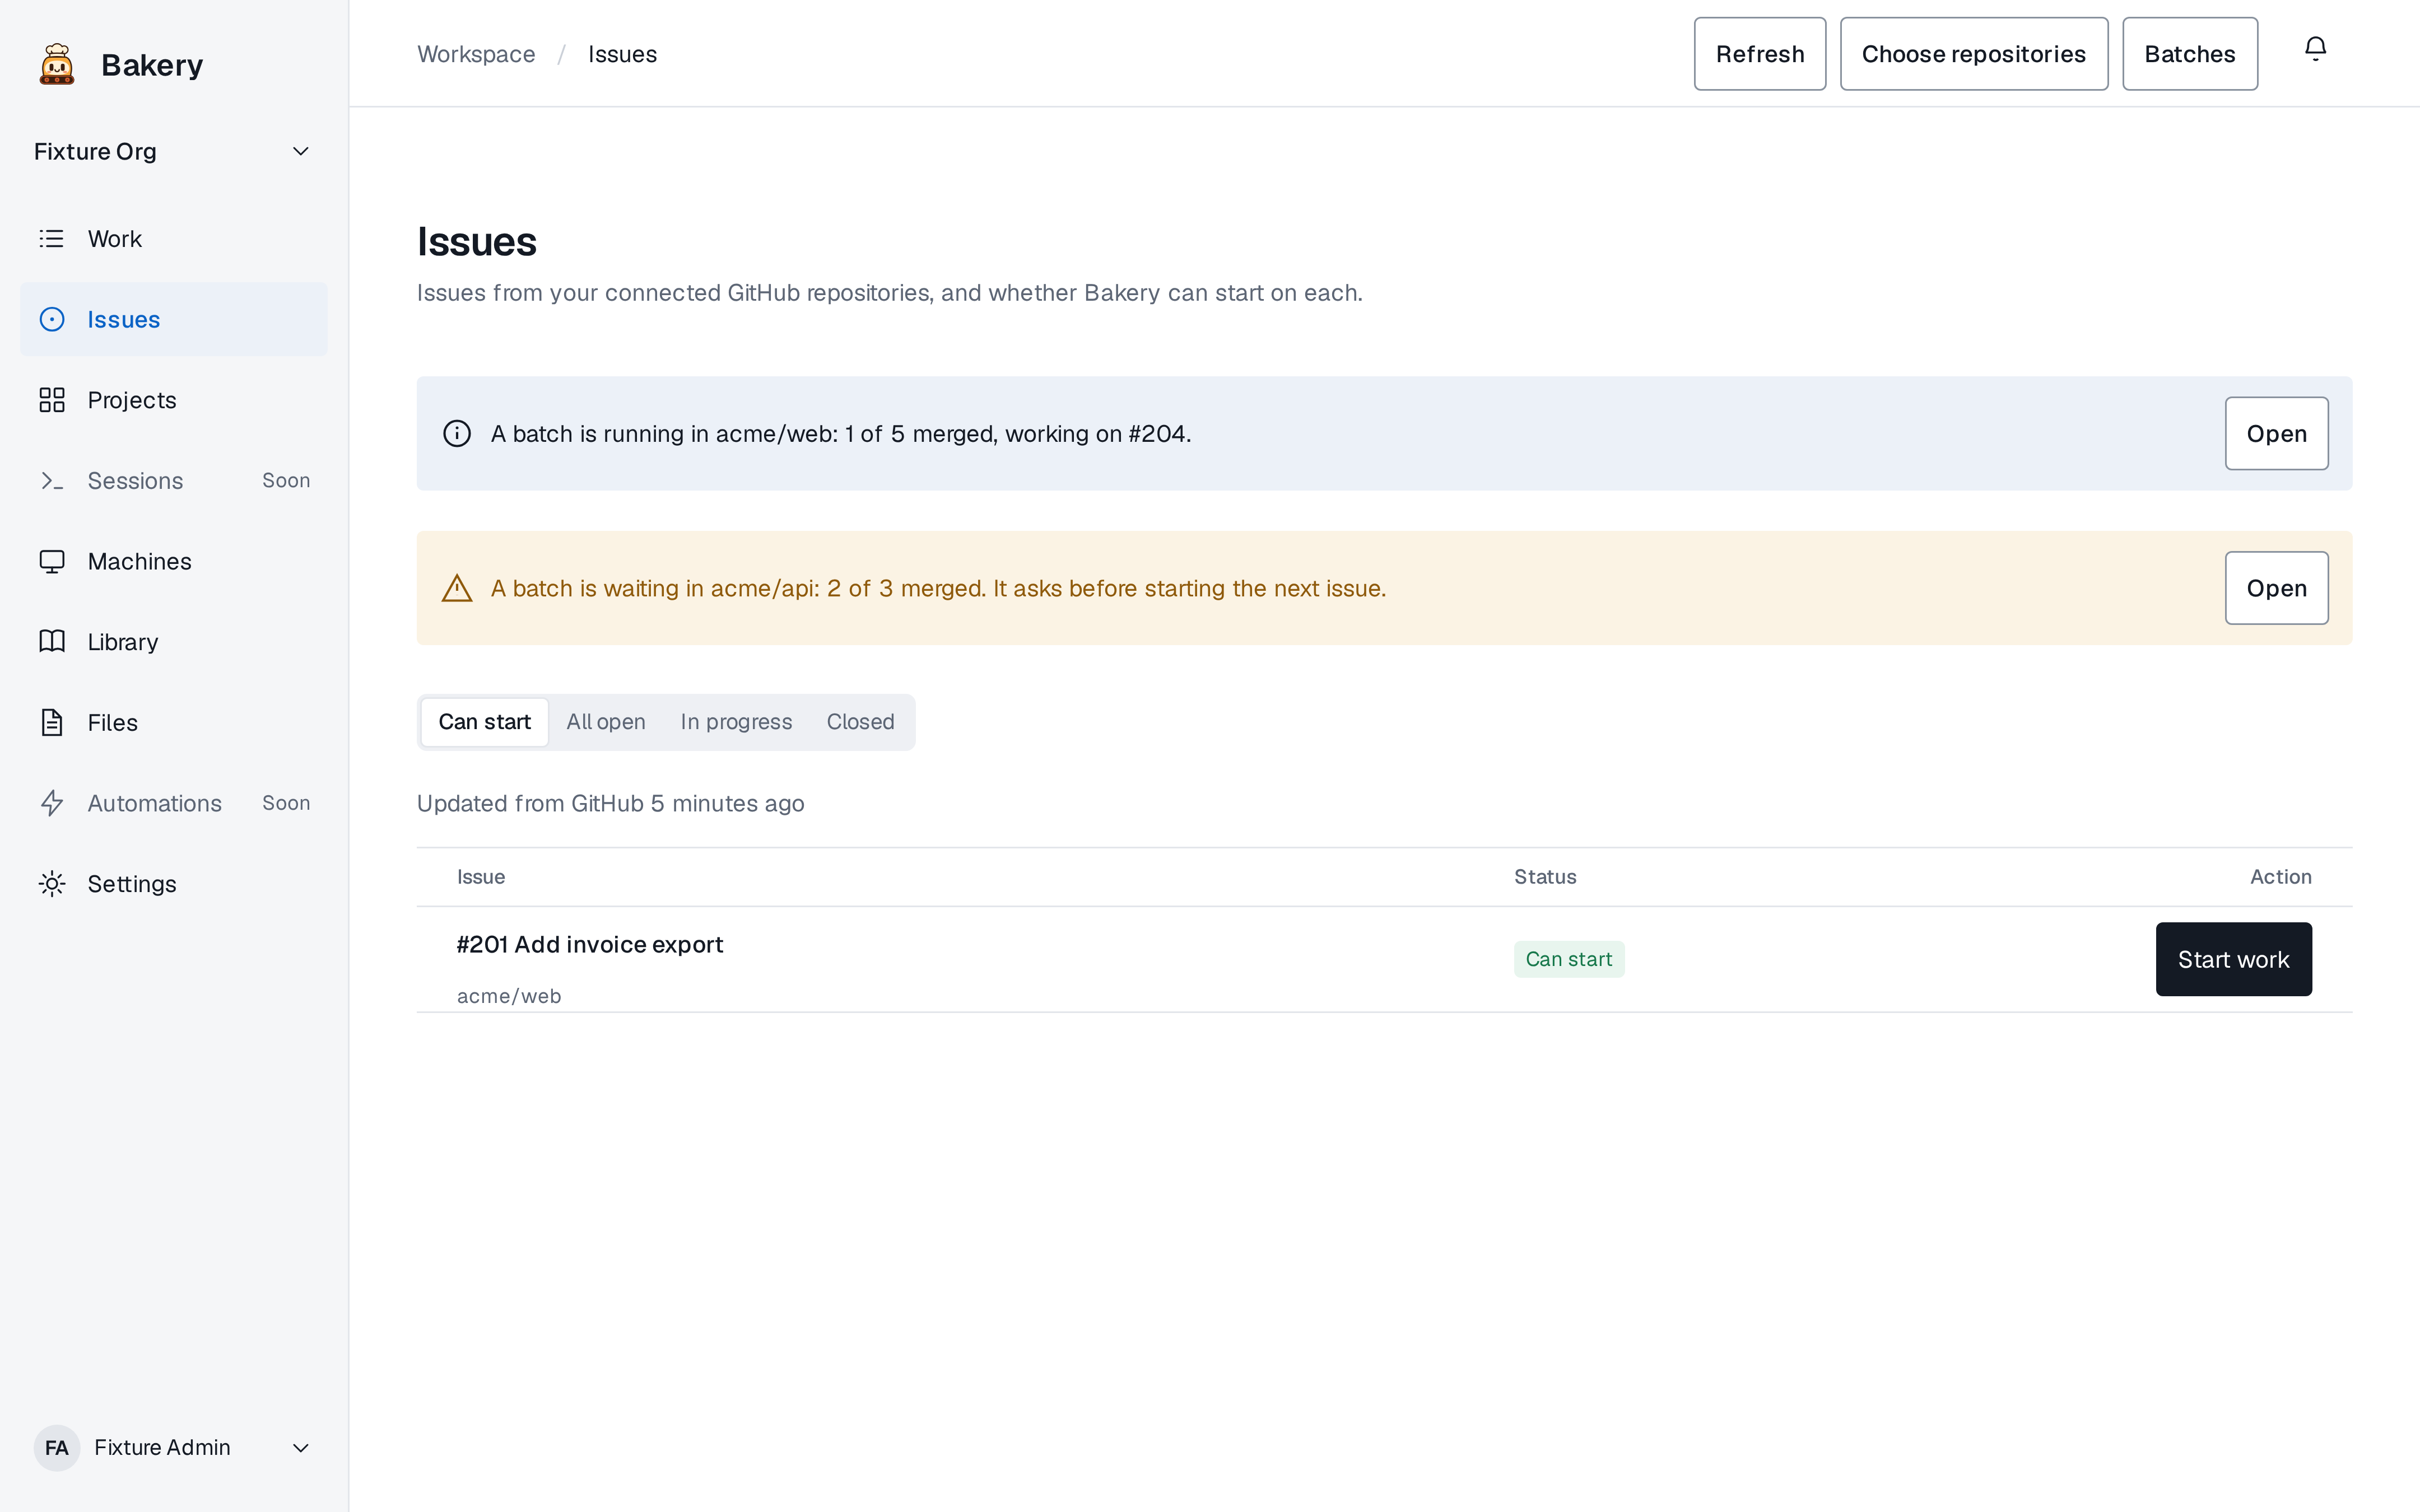 Bakery
Fixture Org
Work
Issues
Projects
Sessions Soon
Machines
Library
Files
Automations Soon
Settings
FA Fixture Admin
Workspace / Issues
Refresh
Choose repositories
Batches
Issues
Issues from your connected GitHub repositories, and whether Bakery can start on each.
A batch is running in acme/web: 1 of 5 merged, working on #204.
Open
A batch is waiting in acme/api: 2 of 3 merged. It asks before starting the next issue.
Open
Can start All open In progress Closed
Updated from GitHub 5 minutes ago
Issue Status Action
#201 Add invoice export
acme/web
Can start
Start work